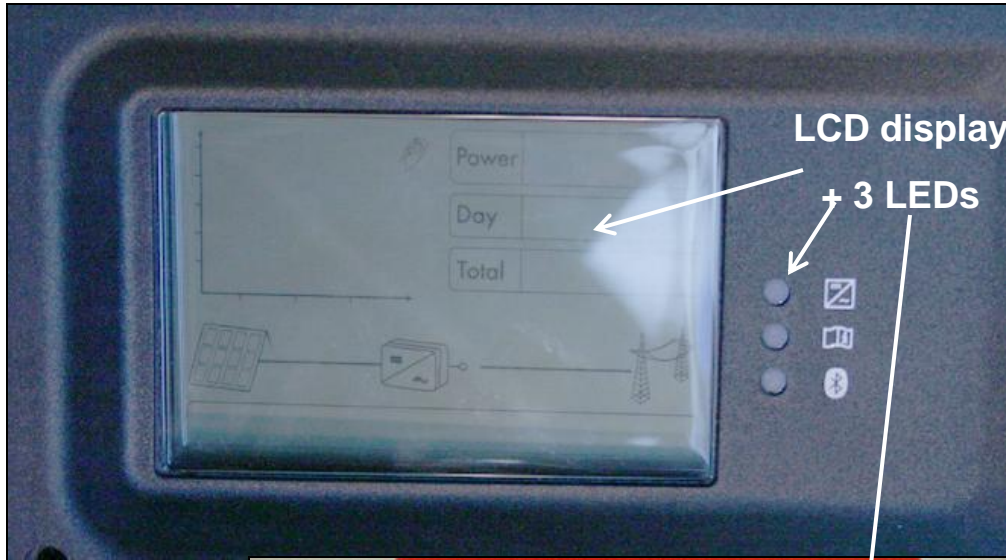 LCD display
+ 3 LEDs
Power
Day
Total